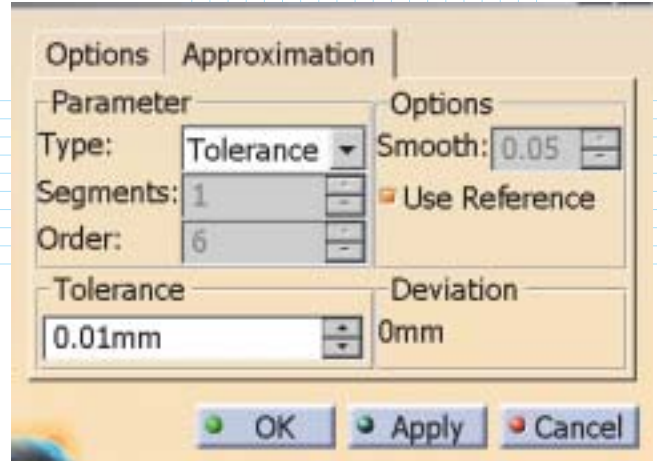 Options Approximation
Parameter Options
Type: Tolerance Smooth: 0.05
Segments: 1 Use Reference
Order: 6
Tolerance Deviation
0.01mm 0mm
OK Apply Cancel